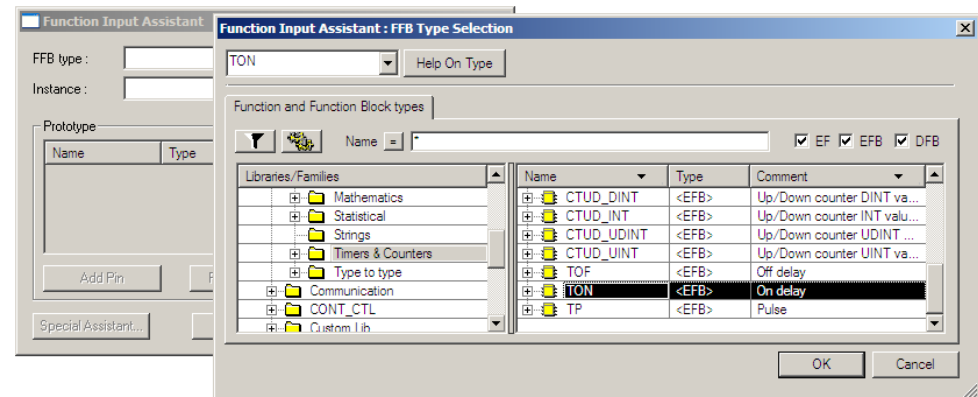 Function Input Assistant
FFB type :
Instance :
Prototype
Name Type
Add Pin
Special Assistant...
Function Input Assistant : FFB Type Selection
TON Help On Type
Function and Function Block types
Name = * EF EFB DFB
Libraries/Families
Mathematics
Statistical
Strings
Timers & Counters
Type to type
Communication
CONT_CTL
Custom Lib
Name Type Comment
CTUD_DINT <EFB> Up/Down counter DINT va...
CTUD_INT <EFB> Up/Down counter INT valu...
CTUD_UDINT <EFB> Up/Down counter UDINT ...
CTUD_UINT <EFB> Up/Down counter UINT va...
TOF <EFB> Off delay
TON <EFB> On delay
TP <EFB> Pulse
OK Cancel